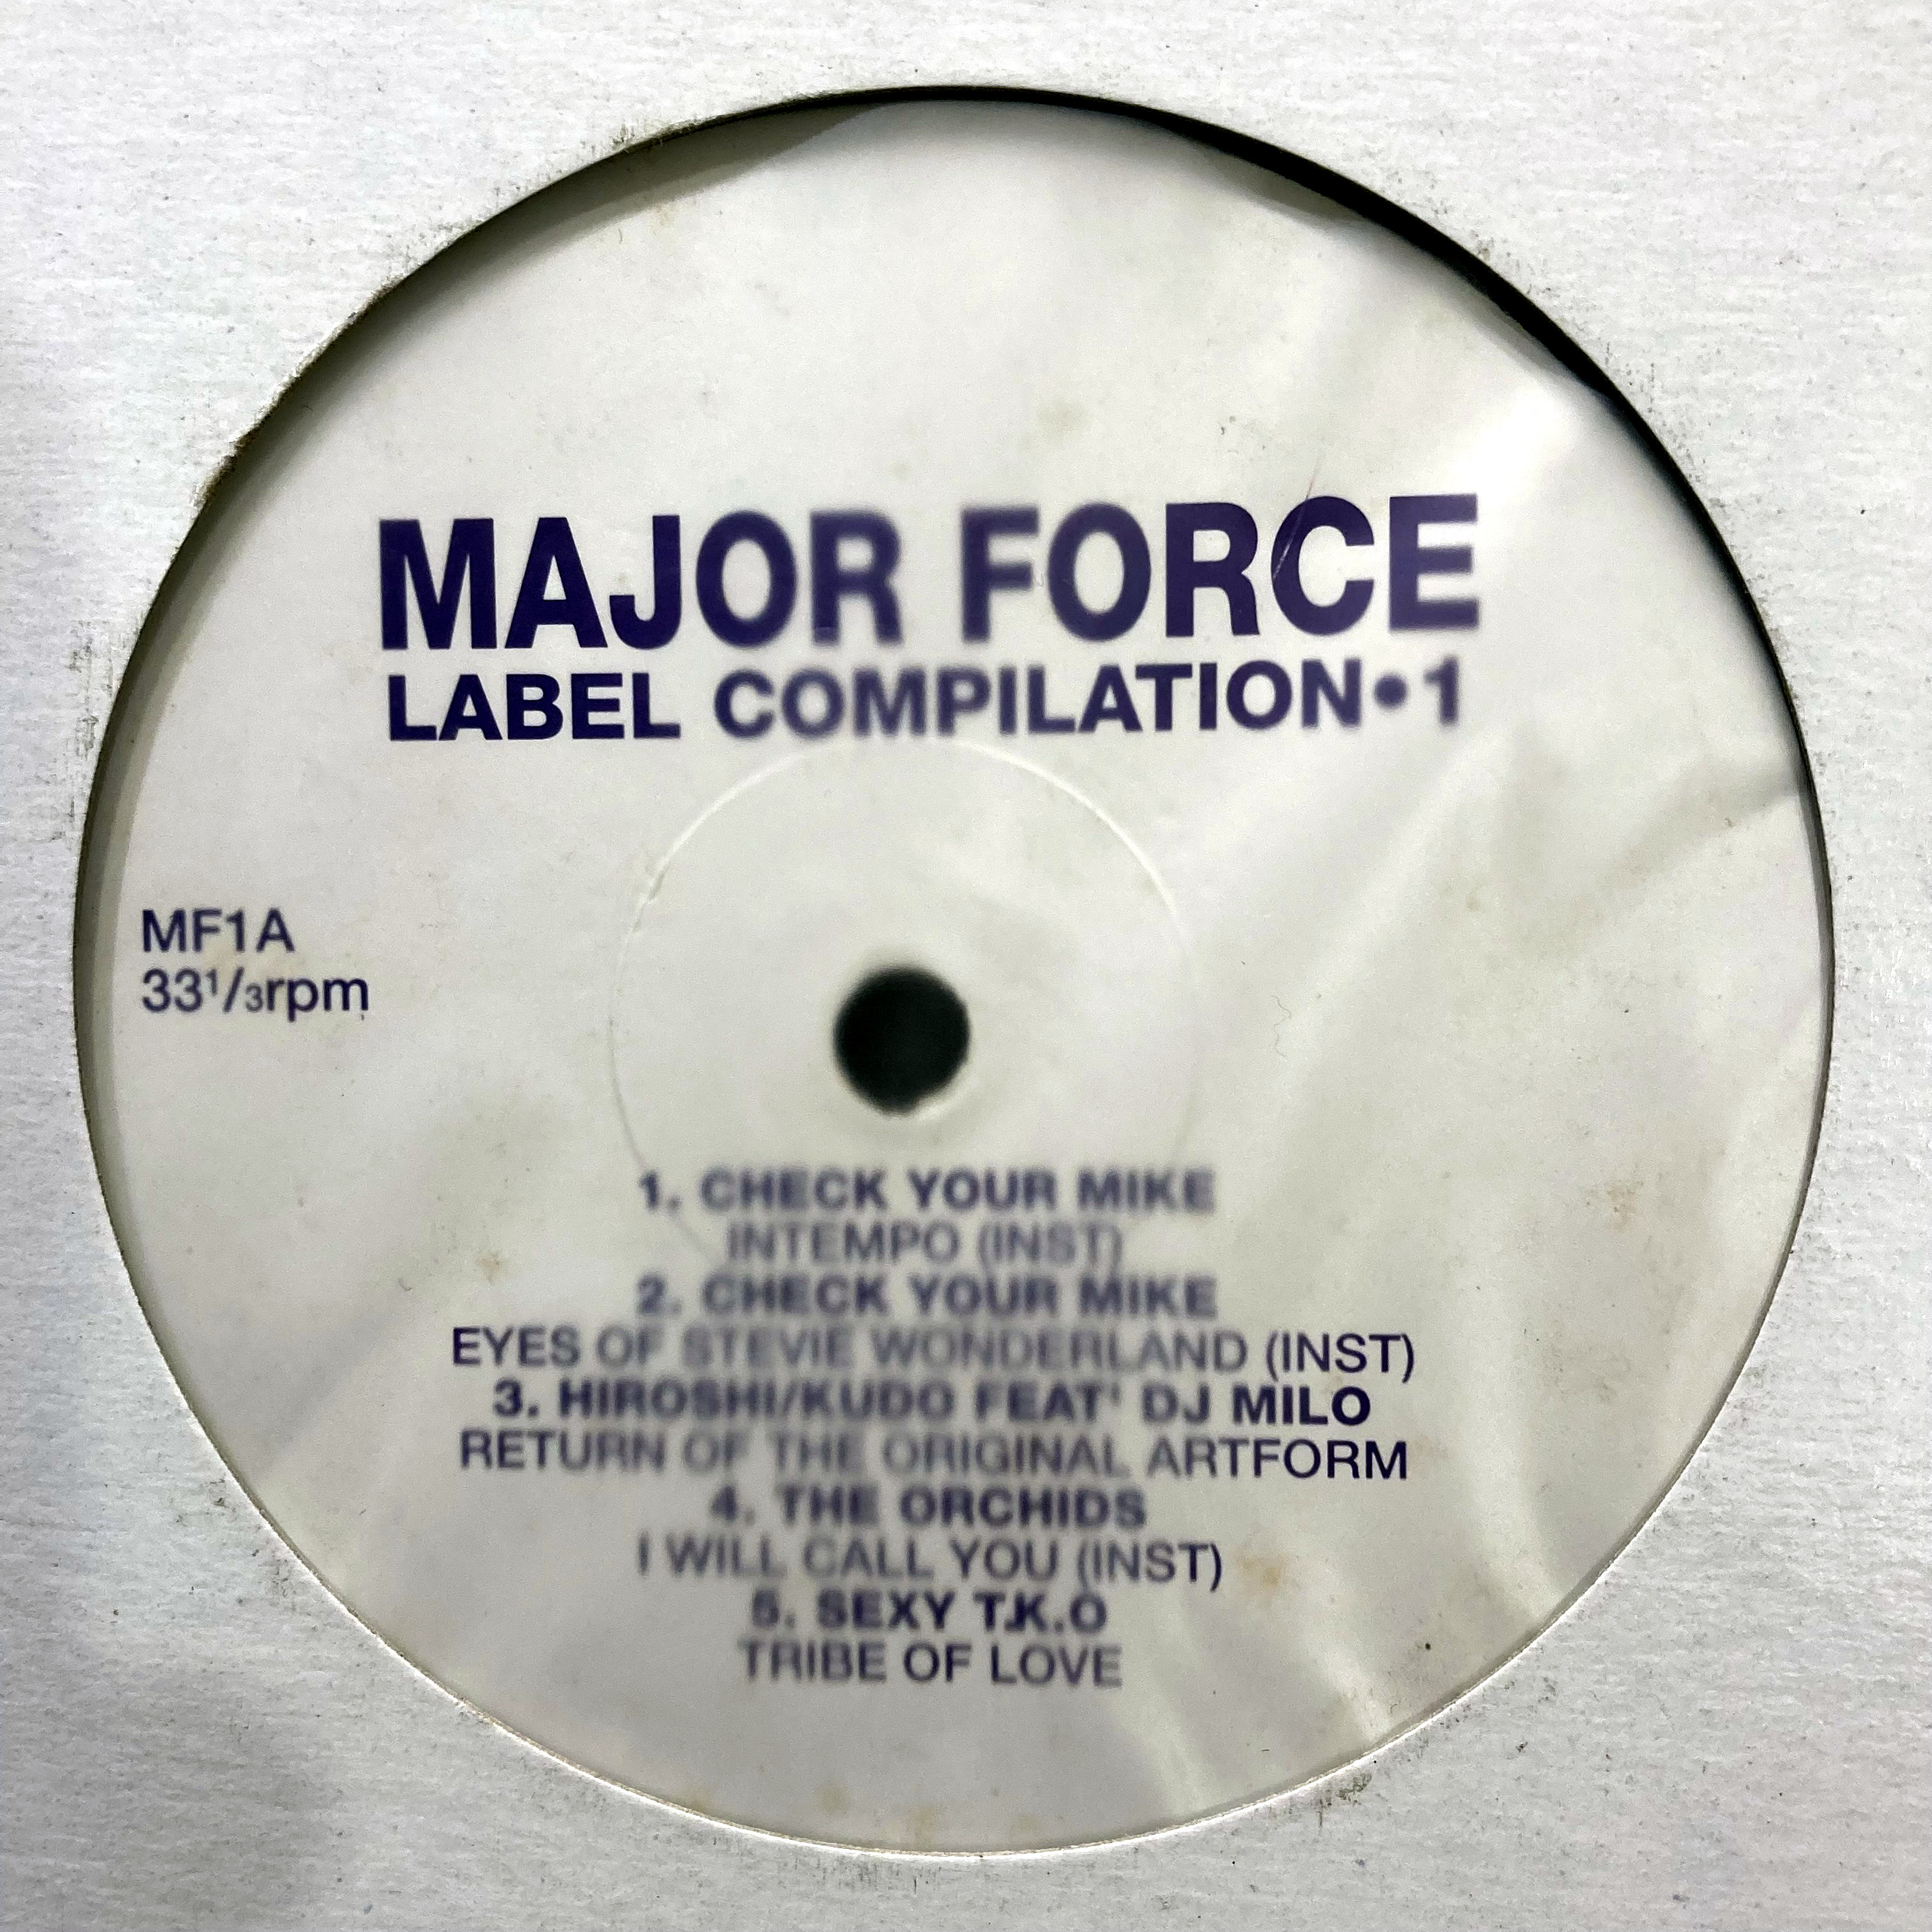 MAJOR FORCE
LABEL COMPILATION•1
MF1A
33¹/₃rpm
1. CHECK YOUR MIKE
INTEMPO (INST)
2. CHECK YOUR MIKE
EYES OF STEVIE WONDERLAND (INST)
3. HIROSHI/KUDO FEAT' DJ MILO
RETURN OF THE ORIGINAL ARTFORM
4. THE ORCHIDS
I WILL CALL YOU (INST)
5. SEXY T.K.O
TRIBE OF LOVE